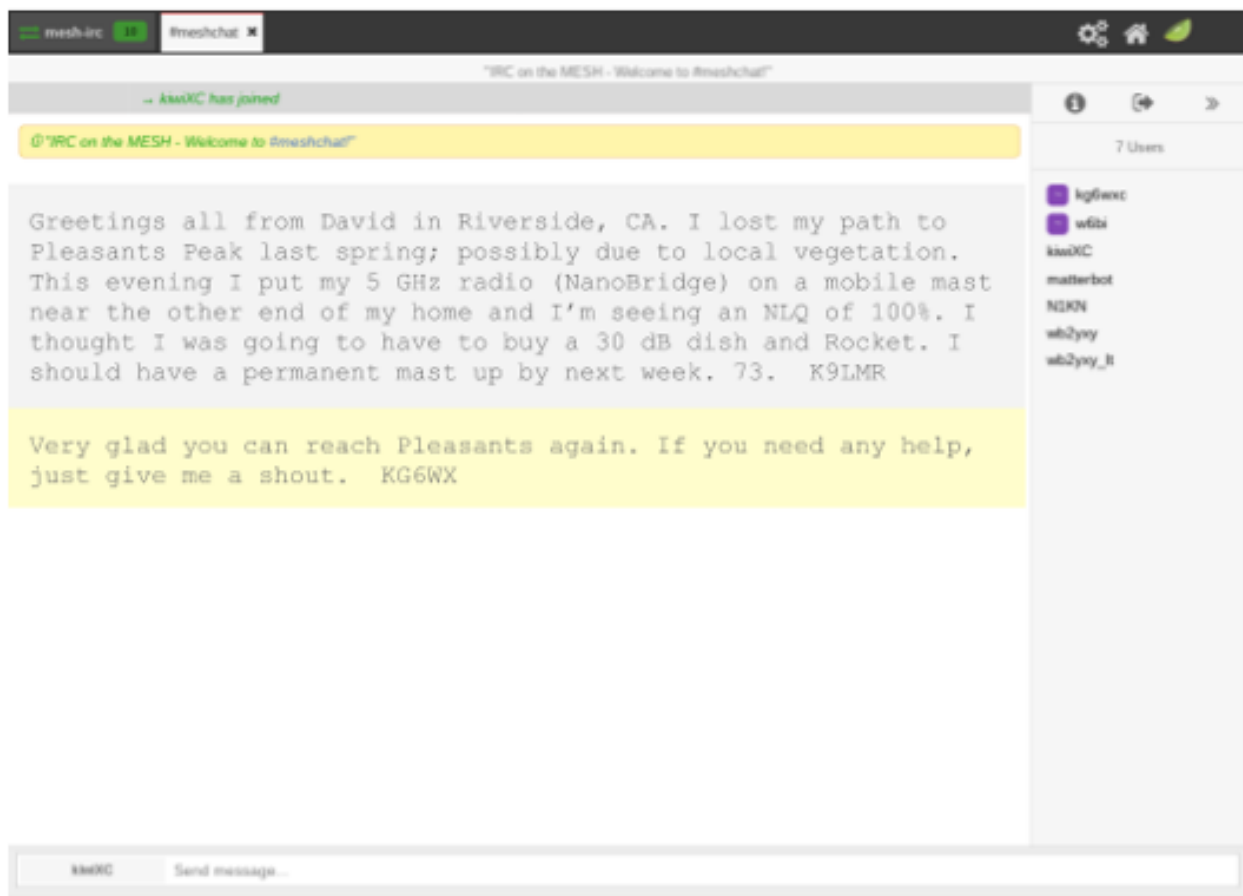 mesh-irc 10 #meshchat ✖
"IRC on the MESH - Welcome to #meshchat!"
→ kiwiXC has joined
"IRC on the MESH - Welcome to #meshchat!"
7 Users
Greetings all from David in Riverside, CA. I lost my path to
Pleasants Peak last spring; possibly due to local vegetation.
This evening I put my 5 GHz radio (NanoBridge) on a mobile mast
near the other end of my home and I'm seeing an NLQ of 100%. I
thought I was going to have to buy a 30 dB dish and Rocket. I
should have a permanent mast up by next week. 73.  K9LMR
Very glad you can reach Pleasants again. If you need any help,
just give me a shout.  KG6WX
kg6wxc
w6bi
kiwiXC
matterbot
N1KN
wb2yxy
wb2yxy_lt
kiwiXC Send message...